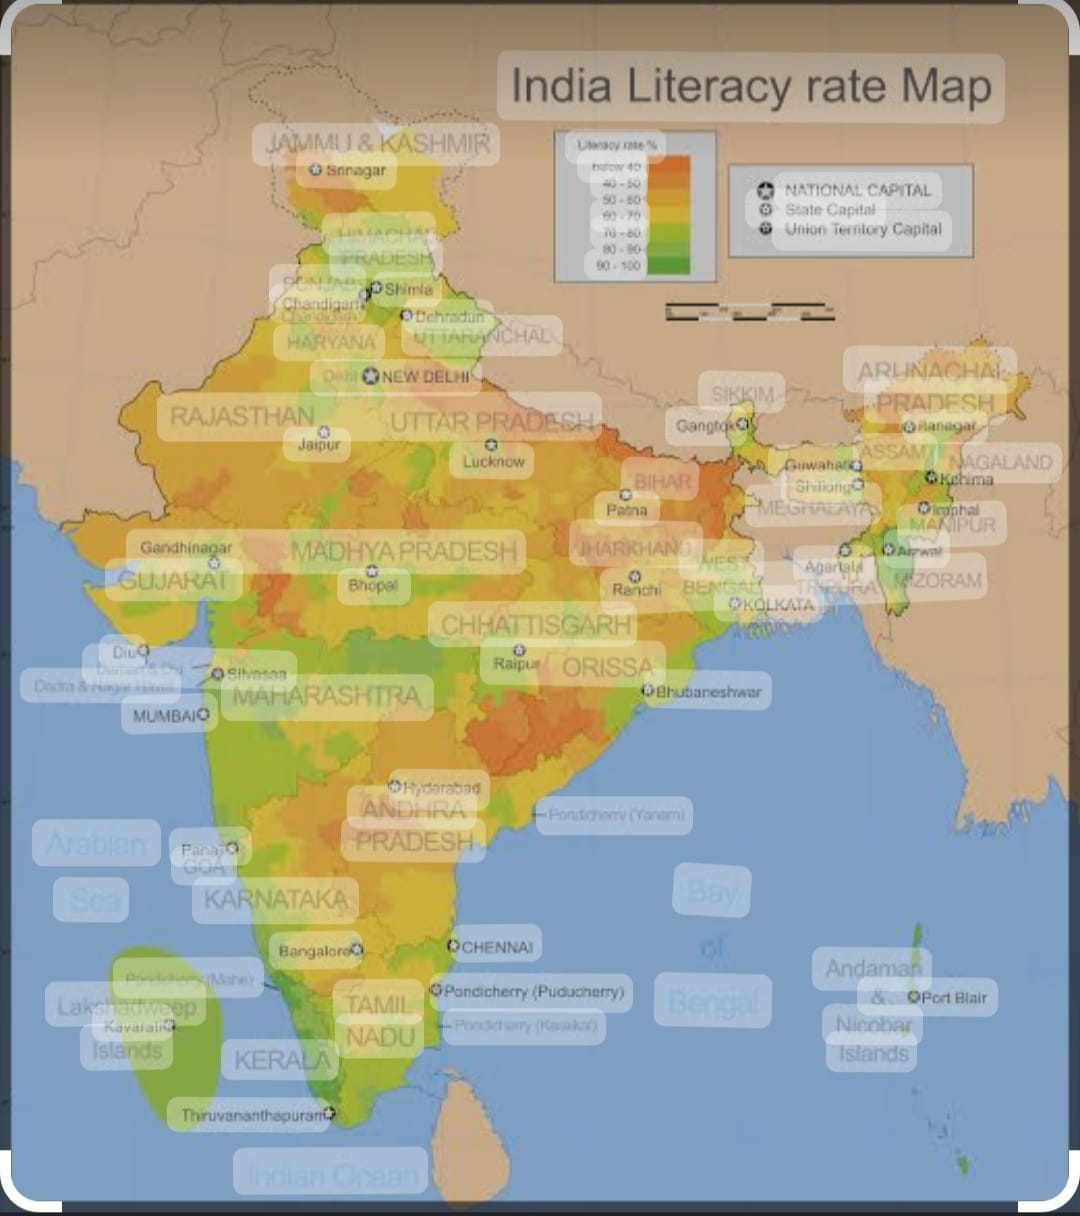 India Literacy rate Map
JAMMU & KASHMIR
Literacy rate %
below 40
40 - 50
50 - 60
60 - 70
70 - 80
80 - 90
90 - 100
NATIONAL CAPITAL
State Capital
Union Territory Capital
Srinagar
HIMACHAL
PRADESH
PUNJAB
Shimla
Chandigarh
Chandigarh
Dehradun
UTTARANCHAL
HARYANA
Delhi
NEW DELHI
ARUNACHAL
PRADESH
SIKKIM
RAJASTHAN
UTTAR PRADESH
Gangtok
Itanagar
Jaipur
Lucknow
ASSAM
NAGALAND
Guwahati
Kohima
BIHAR
Shillong
Patna
MEGHALAYA
Imphal
MANIPUR
Gandhinagar
MADHYA PRADESH
JHARKHAND
WEST
BENGAL
Agartala
Aizwal
TRIPURA
MIZORAM
GUJARAT
Bhopal
Ranchi
KOLKATA
CHHATTISGARH
Diu
Raipur
ORISSA
Daman & Diu
Silvassa
Dadra & Nagar Haveli
MAHARASHTRA
Bhubaneshwar
MUMBAI
Hyderabad
ANDHRA
PRADESH
Pondicherry (Yanam)
Arabian
Sea
Panaji
GOA
KARNATAKA
Bay
of
Bengal
Bangalore
CHENNAI
Pondicherry (Mahe)
Pondicherry (Puducherry)
Andaman
&
Nicobar
Islands
Port Blair
Lakshadweep
Kavarati
Islands
TAMIL
NADU
Pondicherry (Karaikal)
KERALA
Thiruvananthapuram
Indian Ocean